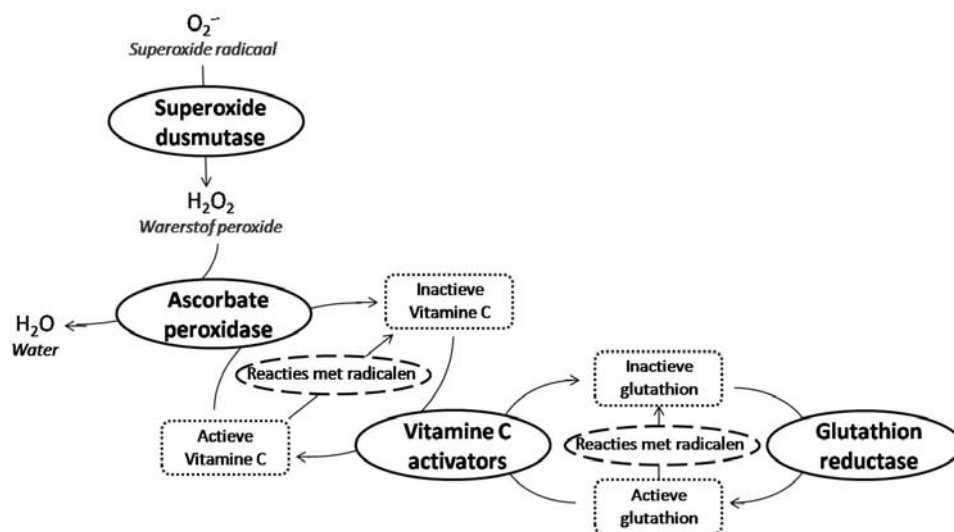 O₂⁻·
Superoxide radicaal
Superoxide
dusmutase
H₂O₂
Warerstof peroxide
Ascorbate
peroxidase
Inactieve
Vitamine C
H₂O
Water
Reacties met radicalen
Actieve
Vitamine C
Vitamine C
activators
Inactieve
glutathion
Reacties met radicalen
Glutathion
reductase
Actieve
glutathion